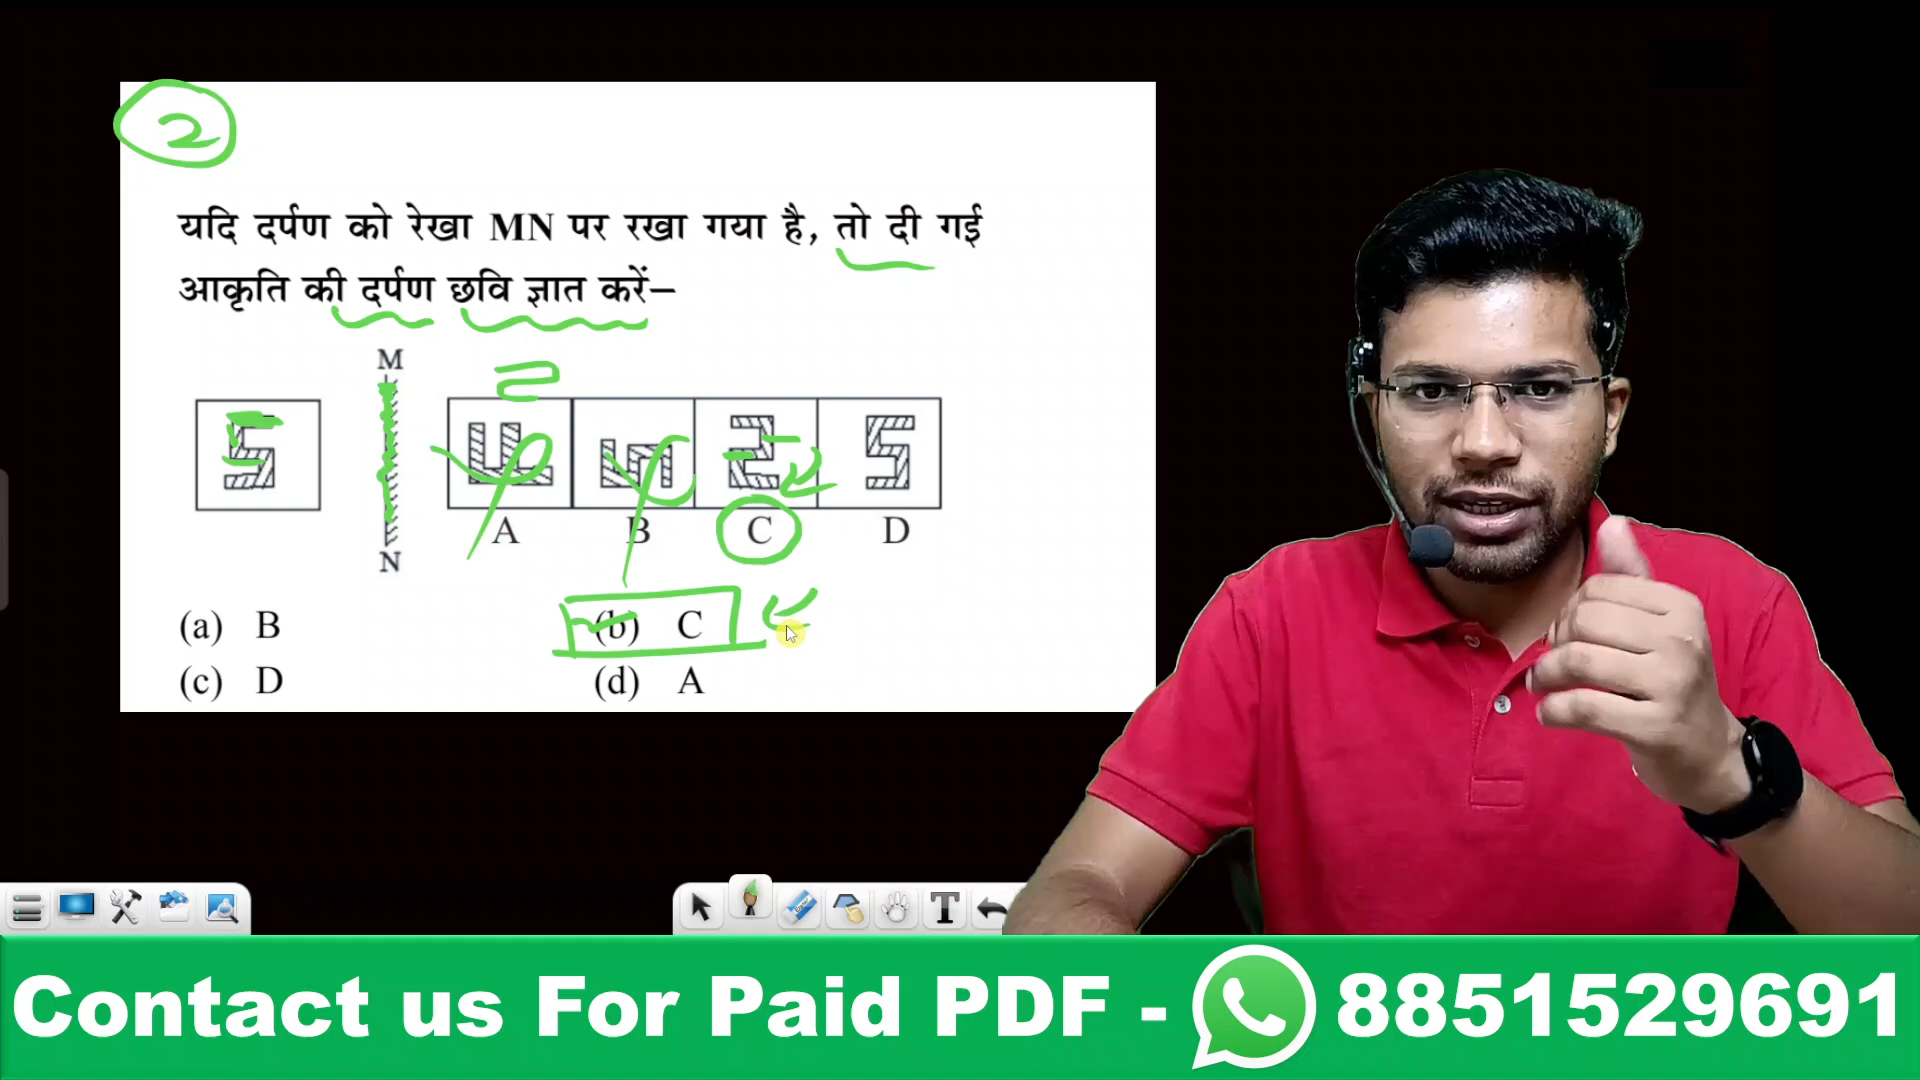 2
यदि दर्पण को रेखा MN पर रखा गया है, तो दी गई
आकृति की दर्पण छवि ज्ञात करें–
M
N
A B C D
(a) B (b) C
(c) D (d) A
T
Contact us For Paid PDF - 8851529691